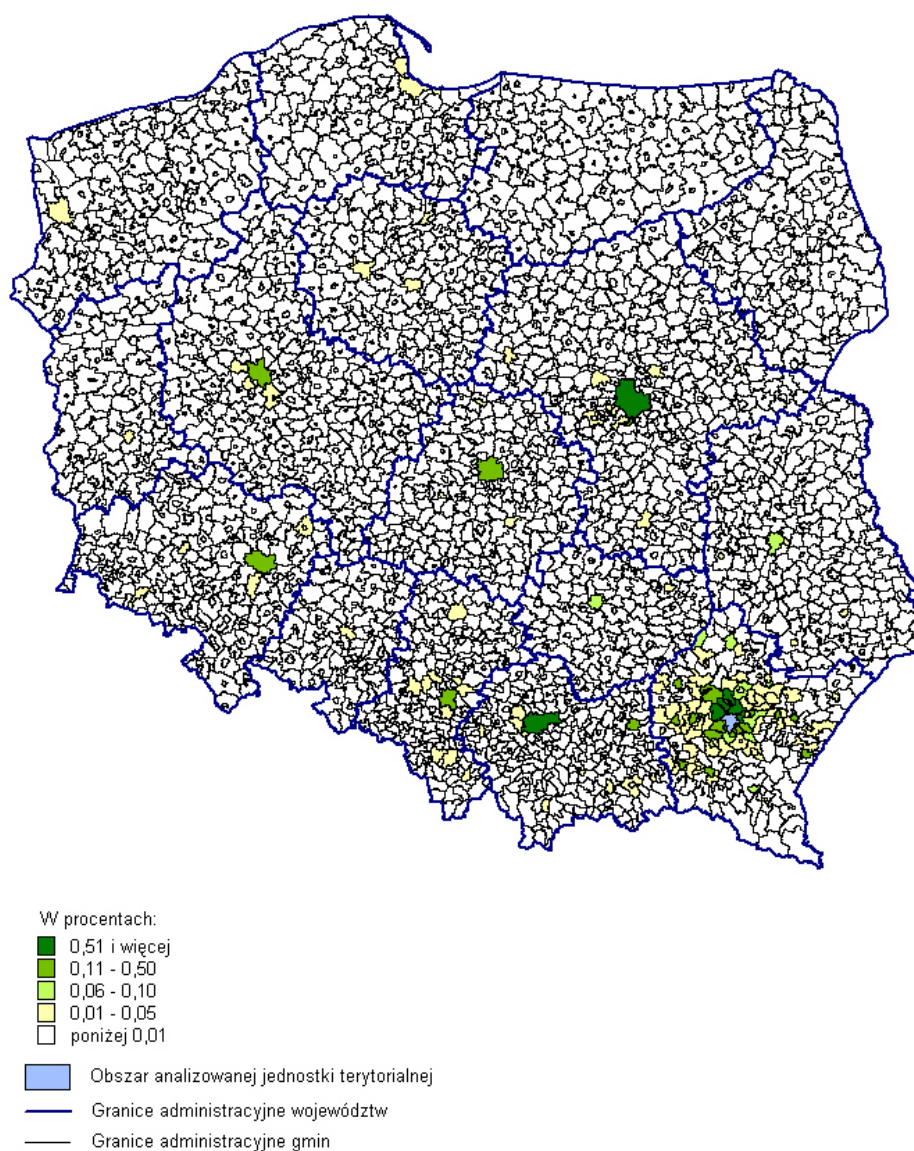 W procentach:
0,51 i więcej
0,11 - 0,50
0,06 - 0,10
0,01 - 0,05
poniżej 0,01
Obszar analizowanej jednostki terytorialnej
Granice administracyjne województw
Granice administracyjne gmin